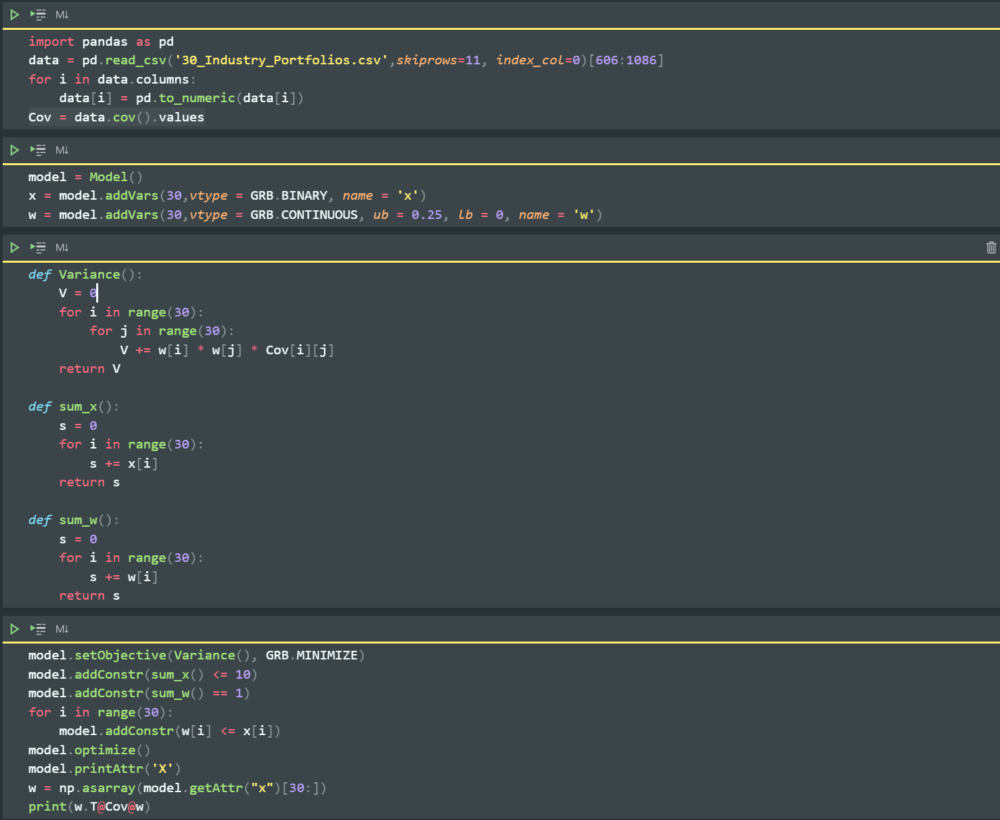 M↓
import pandas as pd
data = pd.read_csv('30_Industry_Portfolios.csv',skiprows=11, index_col=0)[606:1086]
for i in data.columns:
    data[i] = pd.to_numeric(data[i])
Cov = data.cov().values
M↓
model = Model()
x = model.addVars(30,vtype = GRB.BINARY, name = 'x')
w = model.addVars(30,vtype = GRB.CONTINUOUS, ub = 0.25, lb = 0, name = 'w')
M↓
def Variance():
    V = 0
    for i in range(30):
        for j in range(30):
            V += w[i] * w[j] * Cov[i][j]
    return V
def sum_x():
    s = 0
    for i in range(30):
        s += x[i]
    return s
def sum_w():
    s = 0
    for i in range(30):
        s += w[i]
    return s
M↓
model.setObjective(Variance(), GRB.MINIMIZE)
model.addConstr(sum_x() <= 10)
model.addConstr(sum_w() == 1)
for i in range(30):
    model.addConstr(w[i] <= x[i])
model.optimize()
model.printAttr('X')
w = np.asarray(model.getAttr("x")[30:])
print(w.T@Cov@w)